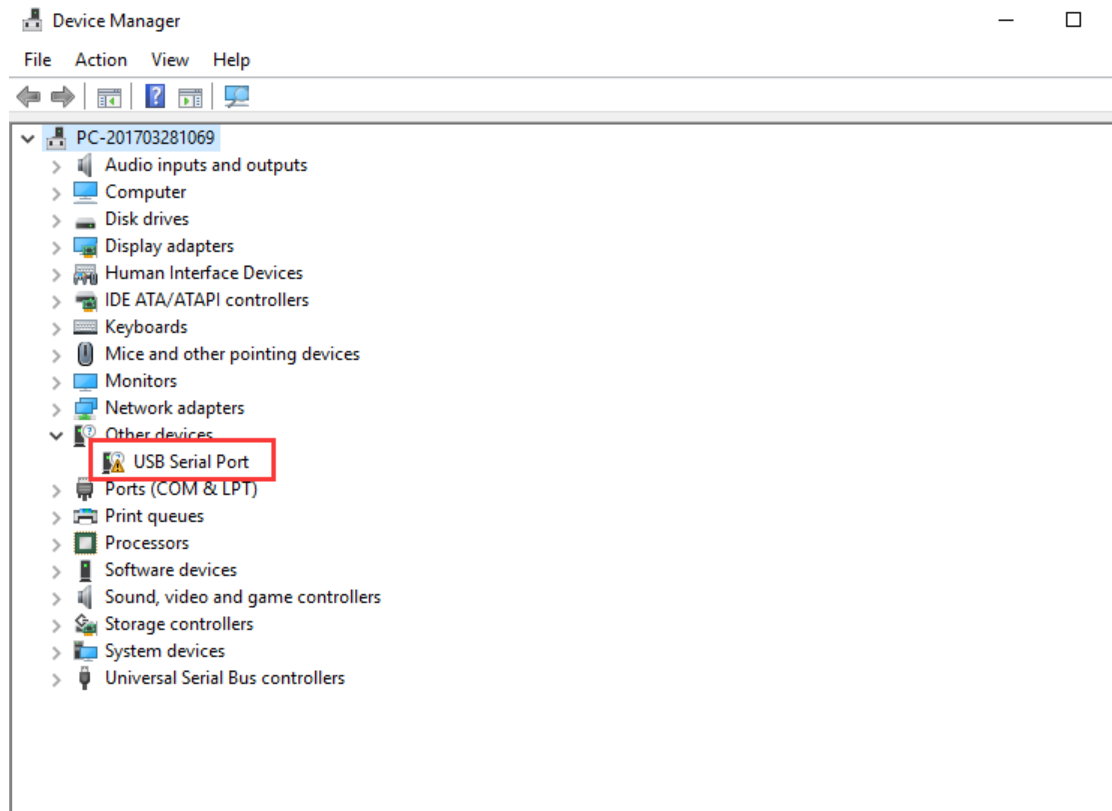 Device Manager
File Action View Help
PC-201703281069
Audio inputs and outputs
Computer
Disk drives
Display adapters
Human Interface Devices
IDE ATA/ATAPI controllers
Keyboards
Mice and other pointing devices
Monitors
Network adapters
Other devices
USB Serial Port
Ports (COM & LPT)
Print queues
Processors
Software devices
Sound, video and game controllers
Storage controllers
System devices
Universal Serial Bus controllers